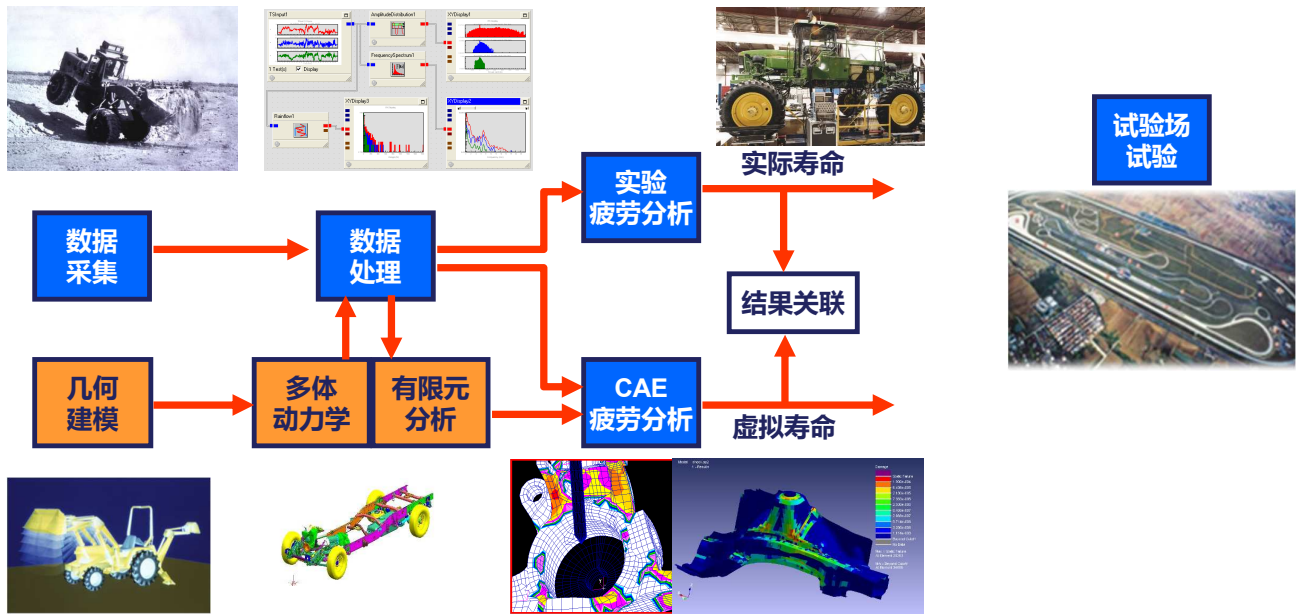 TSInput1
1 Test(s)
Display
AmplitudeDistribution1
FrequencySpectrum1
XYDisplay1
Rainflow1
XYDisplay3
XYDisplay2
试验场
试验
实验
疲劳分析
实际寿命
数据
采集
数据
处理
结果关联
几何
建模
多体
动力学
有限元
分析
CAE
疲劳分析
虚拟寿命
Damage